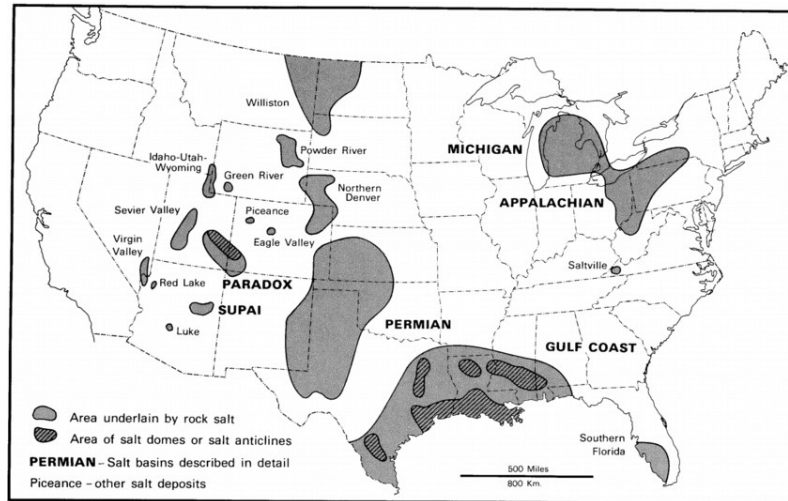 Williston
Powder River
MICHIGAN
Idaho-Utah-
Wyoming
Green River
Northern
Denver
APPALACHIAN
Sevier Valley
Piceance
Eagle Valley
Virgin
Valley
Saltville
Red Lake
PARADOX
SUPAI
PERMIAN
Luke
GULF COAST
Area underlain by rock salt
Area of salt domes or salt anticlines
PERMIAN – Salt basins described in detail
Piceance – other salt deposits
Southern
Florida
500 Miles
800 Km.